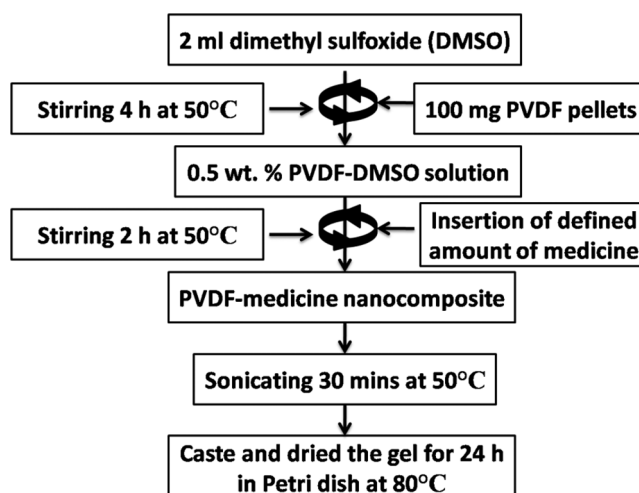 2 ml dimethyl sulfoxide (DMSO)
Stirring 4 h at 50°C
100 mg PVDF pellets
0.5 wt. % PVDF-DMSO solution
Stirring 2 h at 50°C
Insertion of defined
amount of medicine
PVDF-medicine nanocomposite
Sonicating 30 mins at 50°C
Caste and dried the gel for 24 h
in Petri dish at 80°C